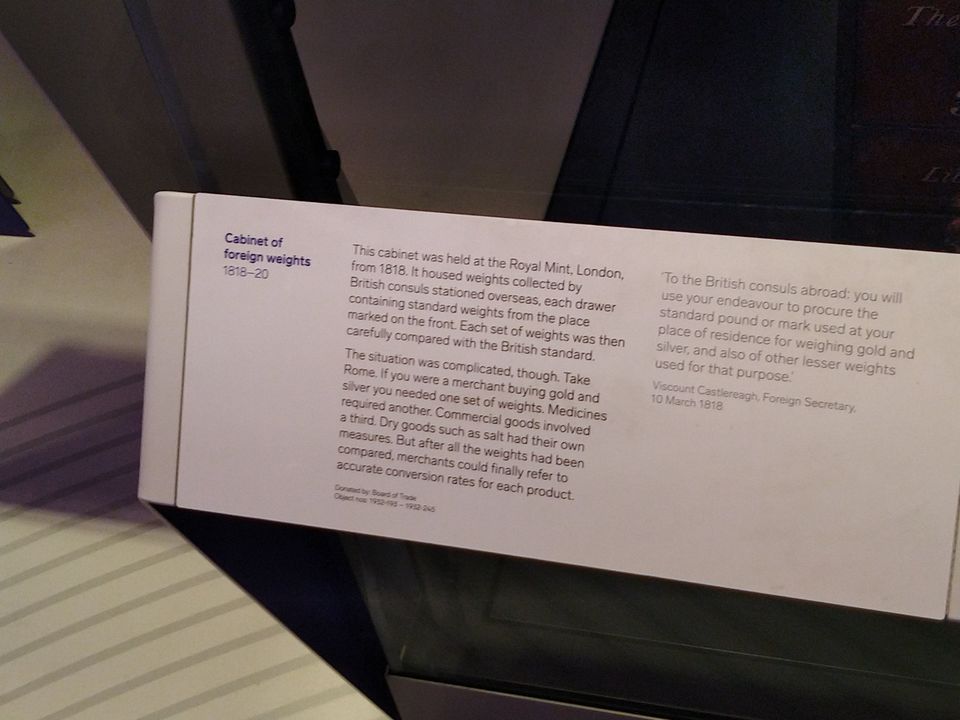 The
Cabinet of
foreign weights
1818–20
This cabinet was held at the Royal Mint, London,
from 1818. It housed weights collected by
British consuls stationed overseas, each drawer
containing standard weights from the place
marked on the front. Each set of weights was then
carefully compared with the British standard.
The situation was complicated, though. Take
Rome. If you were a merchant buying gold and
silver you needed one set of weights. Medicines
required another. Commercial goods involved
a third. Dry goods such as salt had their own
measures. But after all the weights had been
compared, merchants could finally refer to
accurate conversion rates for each product.
Donated by: Board of Trade
Object nos: 1932-193 – 1932-245
'To the British consuls abroad: you will
use your endeavour to procure the
standard pound or mark used at your
place of residence for weighing gold and
silver, and also of other lesser weights
used for that purpose.'
Viscount Castlereagh, Foreign Secretary,
10 March 1818